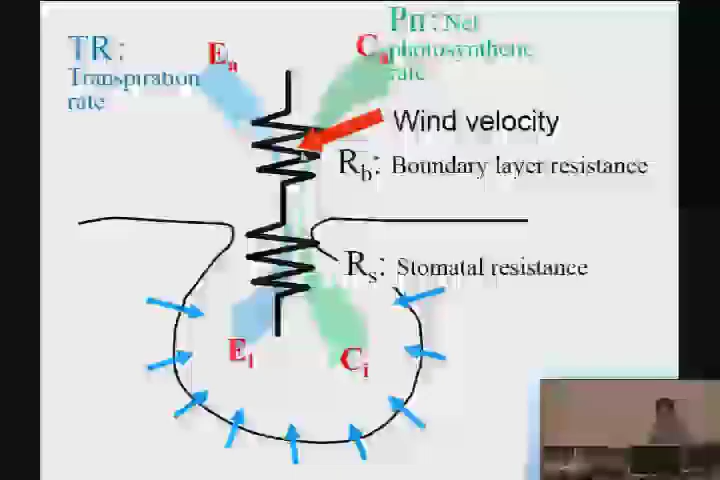 TR:
Transpiration
rate
Ea
Ca
Pn: Net
photosynthetic
rate
Wind velocity
Rb: Boundary layer resistance
Rs: Stomatal resistance
Ei
Ci